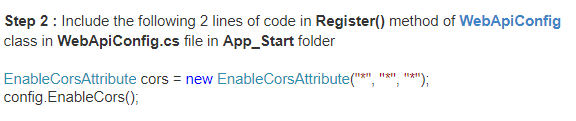 Step 2 : Include the following 2 lines of code in Register() method of WebApiConfig
class in WebApiConfig.cs file in App_Start folder
EnableCorsAttribute cors = new EnableCorsAttribute("*", "*", "*");
config.EnableCors();